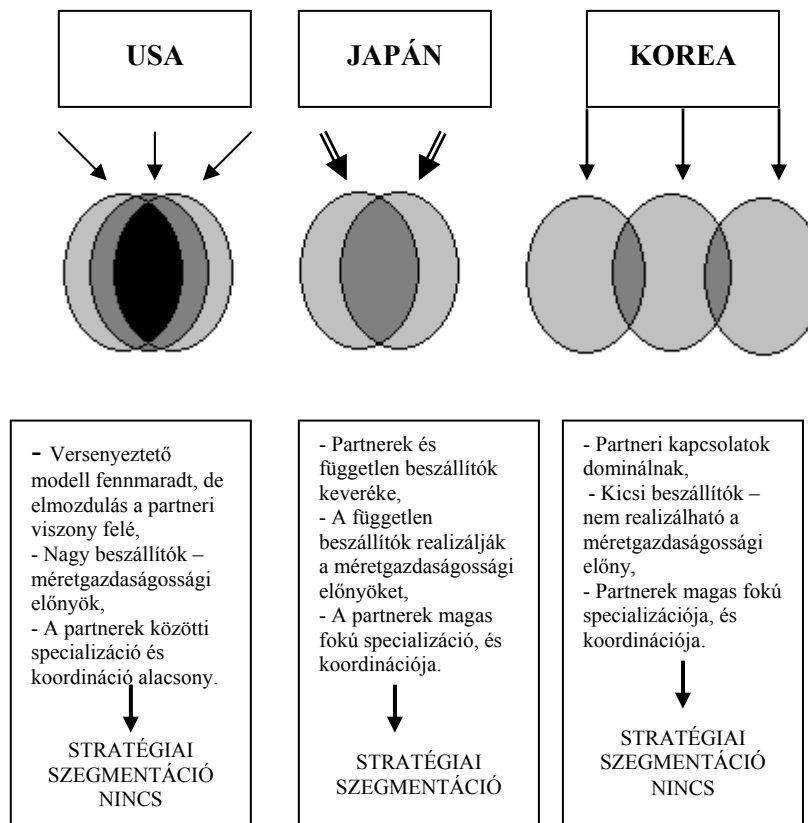 USA
JAPÁN
KOREA
- Versenyeztető
modell fennmaradt, de
elmozdulás a partneri
viszony felé,
- Nagy beszállítók –
méretgazdaságossági
előnyök,
- A partnerek közötti
specializáció és
koordináció alacsony.
STRATÉGIAI
SZEGMENTÁCIÓ
NINCS
- Partnerek és
független beszállítók
keveréke,
- A független
beszállítók realizálják
a méretgazdaságossági
előnyöket,
- A partnerek magas
fokú specializáció, és
koordinációja.
STRATÉGIAI
SZEGMENTÁCIÓ
- Partneri kapcsolatok
dominálnak,
- Kicsi beszállítók –
nem realizálható a
méretgazdaságossági
előny,
- Partnerek magas fokú
specializációja, és
koordinációja.
STRATÉGIAI
SZEGMENTÁCIÓ
NINCS